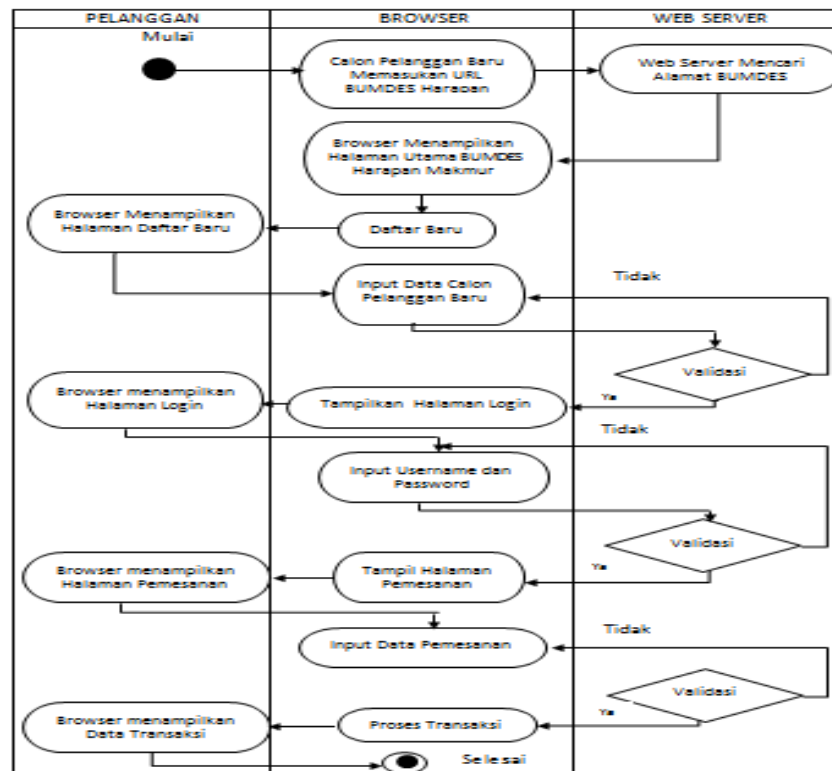 PELANGGAN
BROWSER
WEB SERVER
Mulai
Calon Pelanggan Baru
Memasukan URL
BUMDES Harapan
Web Server Mencari
Alamat BUMDES
Browser Menampilkan
Halaman Utama BUMDES
Harapan Makmur
Browser Menampilkan
Halaman Daftar Baru
Daftar Baru
Input Data Calon
Pelanggan Baru
Tidak
Validasi
Ya
Browser menampilkan
Halaman Login
Tampilkan Halaman Login
Tidak
Input Username dan
Password
Validasi
Ya
Browser menampilkan
Halaman Pemesanan
Tampil Halaman
Pemesanan
Input Data Pemesanan
Tidak
Validasi
Ya
Browser menampilkan
Data Transaksi
Proses Transaksi
Selesai